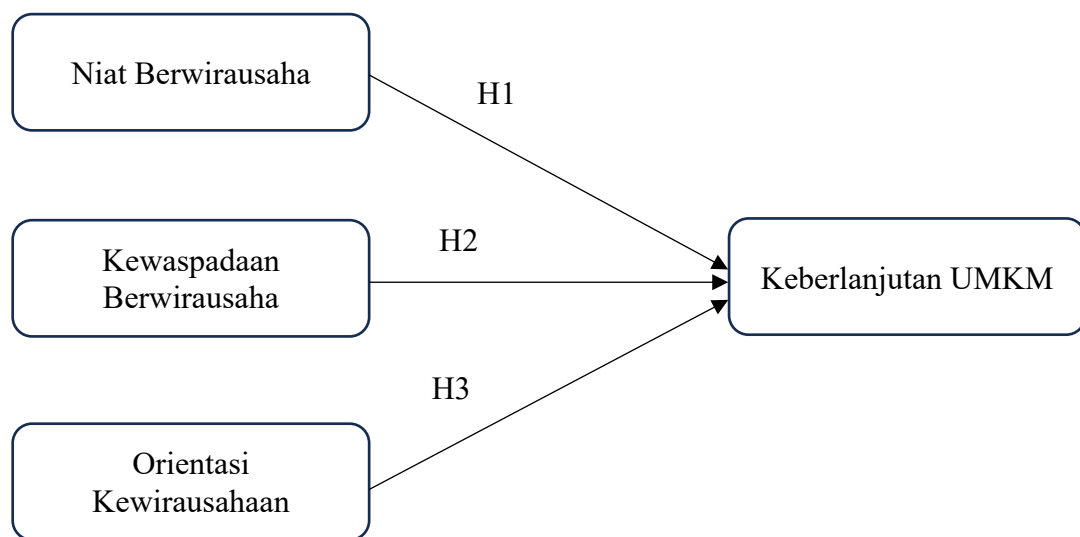 Niat Berwirausaha
H1
Kewaspadaan
Berwirausaha
H2
Keberlanjutan UMKM
H3
Orientasi
Kewirausahaan